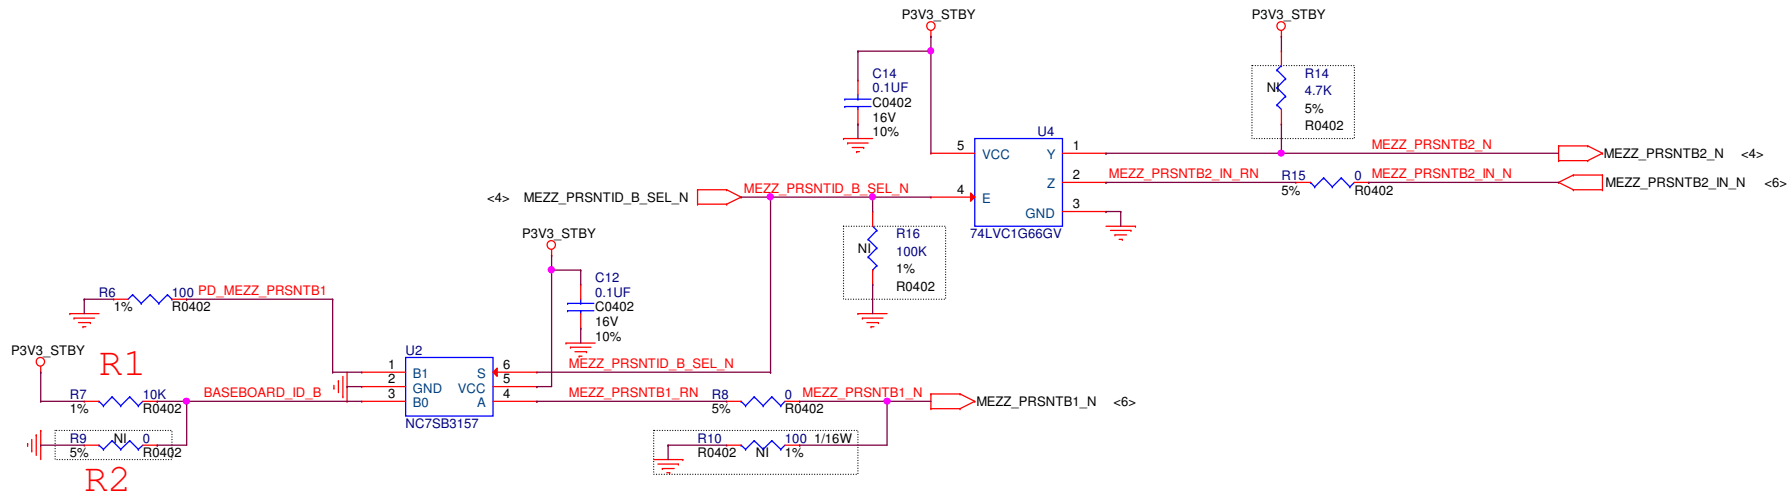 P3V3_STBY
P3V3_STBY
C14
0.1UF
C0402
16V
10%
NI
R14
4.7K
5%
R0402
U4
5 VCC Y 1
MEZZ_PRSNTB2_N
MEZZ_PRSNTB2_N <4>
Z 2
MEZZ_PRSNTB2_IN_RN
R15 0
5% R0402
MEZZ_PRSNTB2_IN_N
MEZZ_PRSNTB2_IN_N <6>
<4> MEZZ_PRSNTID_B_SEL_N
MEZZ_PRSNTID_B_SEL_N
4 E
GND 3
74LVC1G66GV
P3V3_STBY
NI
R16
100K
1%
R0402
C12
0.1UF
C0402
16V
10%
R6 100 PD_MEZZ_PRSNTB1
1% R0402
P3V3_STBY
R1
U2
1 B1 S 6
MEZZ_PRSNTID_B_SEL_N
2 GND VCC 5
3 B0 A 4
NC7SB3157
R7 10K
1% R0402
BASEBOARD_ID_B
MEZZ_PRSNTB1_RN
R8 0
5% R0402
MEZZ_PRSNTB1_N
MEZZ_PRSNTB1_N <6>
R9 NI 0
5% R0402
R10 100 1/16W
R0402 NI 1%
R2